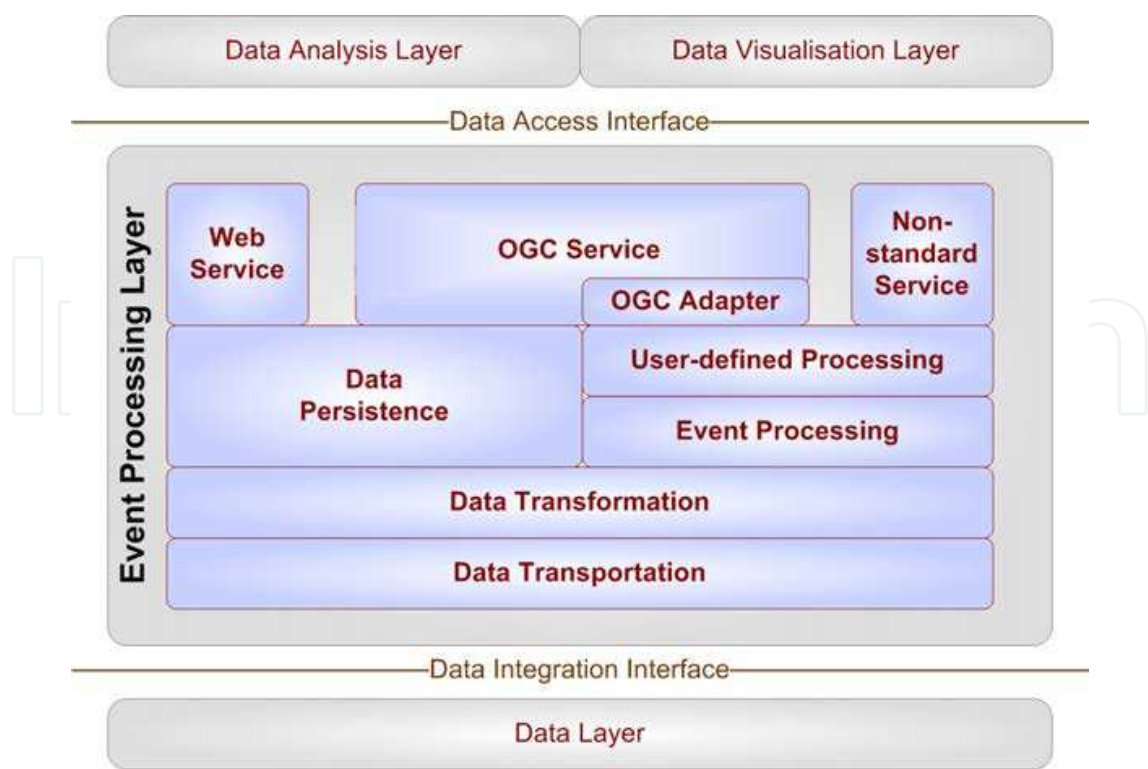 Data Analysis Layer
Data Visualisation Layer
Data Access Interface
Event Processing Layer
Web
Service
OGC Service
OGC Adapter
Non-
standard
Service
Data
Persistence
User-defined Processing
Event Processing
Data Transformation
Data Transportation
Data Integration Interface
Data Layer